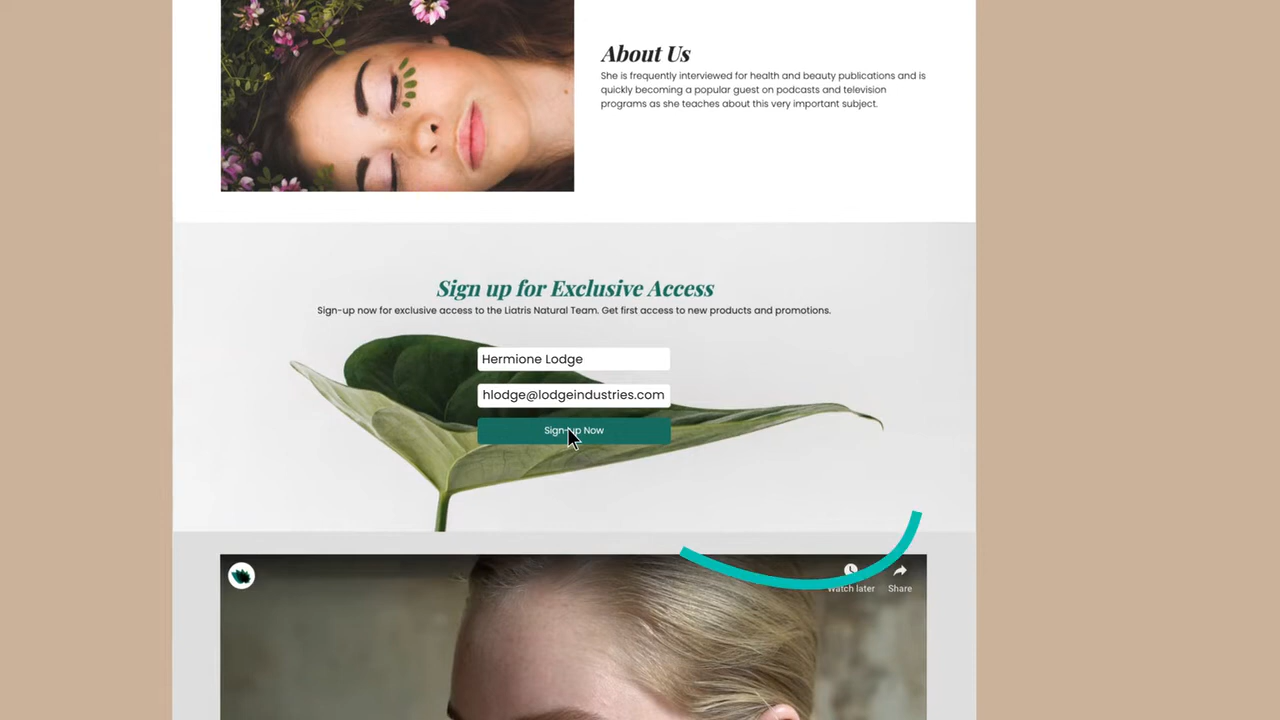 About Us
She is frequently interviewed for health and beauty publications and is
quickly becoming a popular guest on podcasts and television
programs as she teaches about this very important subject.
Sign up for Exclusive Access
Sign-up now for exclusive access to the Liatris Natural Team. Get first access to new products and promotions.
Hermione Lodge
hlodge@lodgeindustries.com
Sign-up Now
Watch later
Share